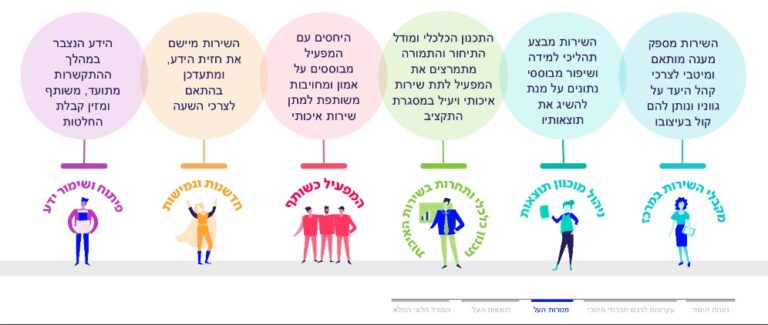 השירות מספק
מענה מותאם
ומיטבי לצרכי
קהל היעד על
גווניו ונותן להם
קול בעיצובו
מקבלי השירות במרכז
השירות מבצע
תהליכי למידה
ושיפור מבוססי
נתונים על מנת
להשיג את
תוצאותיו
ניהול מוכוון תוצאות
התכנון הכלכלי ומודל
התיחור והתמורה
מתמרצים את
המפעיל לתת שירות
איכותי ויעיל במסגרת
התקציב
תכנון כלכלי ותחרות בשירות האיכות
היחסים עם
המפעיל
מבוססים על
אמון ומחויבות
משותפת למתן
שירות איכותי
המפעיל כשותף
השירות מיישם
את חזית הידע,
ומתעדכן
בהתאם
לצרכי השעה
חדשנות וגמישות
הידע הנצבר
במהלך
ההתקשרות
מתועד, משותף
ומזין קבלת
החלטות
פיתוח ושימור ידע
הנחת היסוד
עקרונות לרכש חברתי מיטבי
מטרות העל
תוצאות העל
המודל הלוגי המלא